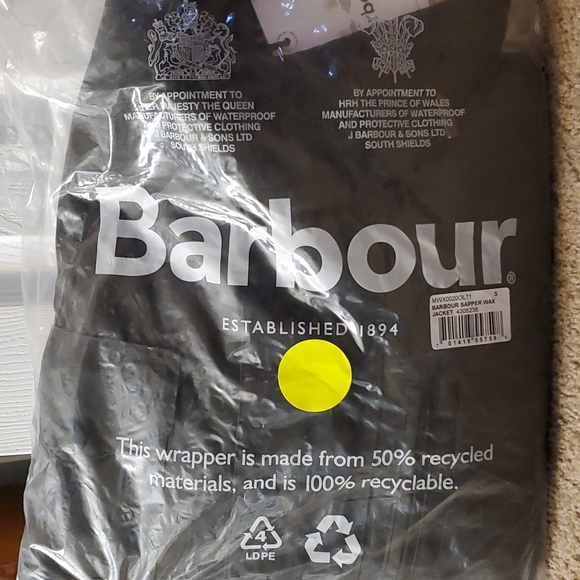 BY APPOINTMENT TO
HER MAJESTY THE QUEEN
MANUFACTURERS OF WATERPROOF
AND PROTECTIVE CLOTHING
J BARBOUR & SONS LTD
SOUTH SHIELDS
BY APPOINTMENT TO
HRH THE PRINCE OF WALES
MANUFACTURERS OF WATERPROOF
AND PROTECTIVE CLOTHING
J BARBOUR & SONS LTD
SOUTH SHIELDS
Barbour®
MWX0020OL71 S
BARBOUR SAPPER WAX
JACKET 4306238
ESTABLISHED 1894
This wrapper is made from 50% recycled
materials, and is 100% recyclable.
4
LDPE